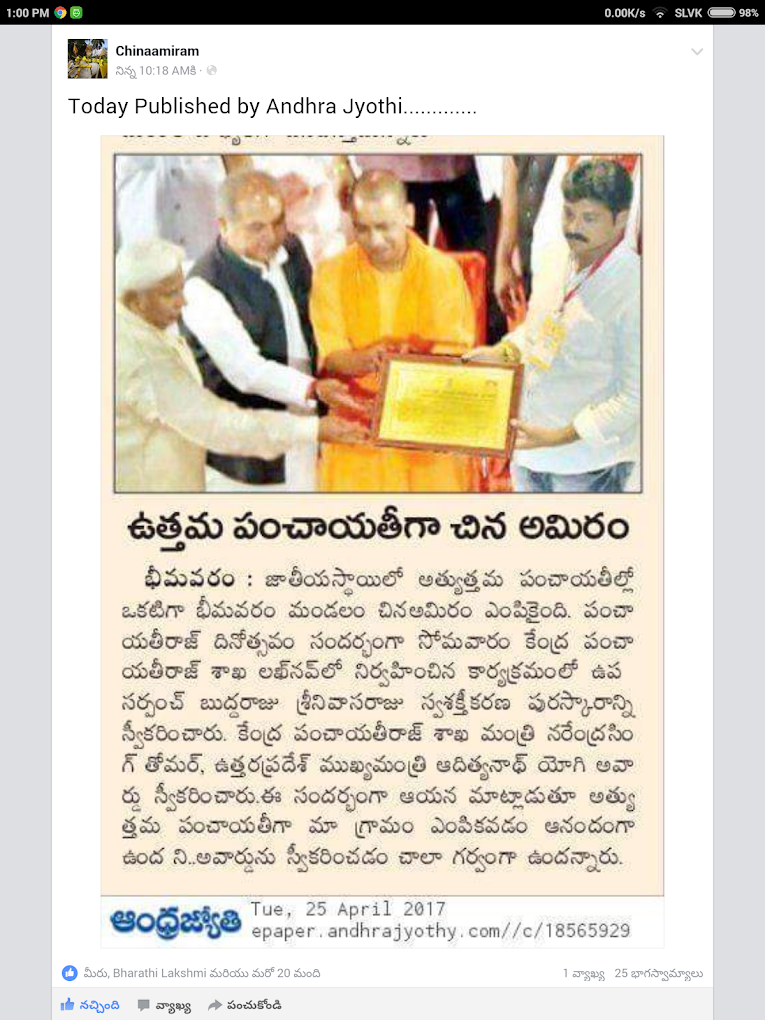 1:00 PM
0.00K/s SLVK 98%
Chinaamiram
నిన్న 10:18 AMకి ·
Today Published by Andhra Jyothi.............
ఉత్తమ పంచాయతీగా చిన అమిరం
భీమవరం : జాతీయస్థాయిలో అత్యుత్తమ పంచాయతీల్లో
ఒకటిగా భీమవరం మండలం చినఅమిరం ఎంపికైంది. పంచా
యతీరాజ్ దినోత్సవం సందర్భంగా సోమవారం కేంద్ర పంచా
యతీరాజ్ శాఖ లఖ్‌నవ్‌లో నిర్వహించిన కార్యక్రమంలో ఉప
సర్పంచ్ బుద్దరాజు శ్రీనివాసరాజు స్వశక్తీకరణ పురస్కారాన్ని
స్వీకరించారు. కేంద్ర పంచాయతీరాజ్ శాఖ మంత్రి నరేంద్రసిం
గ్ తోమర్, ఉత్తరప్రదేశ్ ముఖ్యమంత్రి ఆదిత్యనాథ్ యోగి అవా
ర్డు స్వీకరించారు.ఈ సందర్భంగా ఆయన మాట్లాడుతూ అత్యు
త్తమ పంచాయతీగా మా గ్రామం ఎంపికవడం ఆనందంగా
ఉంద ని..అవార్డును స్వీకరించడం చాలా గర్వంగా ఉందన్నారు.
ఆంధ్రజ్యోతి
Tue, 25 April 2017
epaper.andhrajyothy.com//c/18565929
మీరు, Bharathi Lakshmi మరియు మరో 20 మంది
1 వ్యాఖ్య 25 భాగస్వామ్యాలు
నచ్చింది వ్యాఖ్య పంచుకోండి